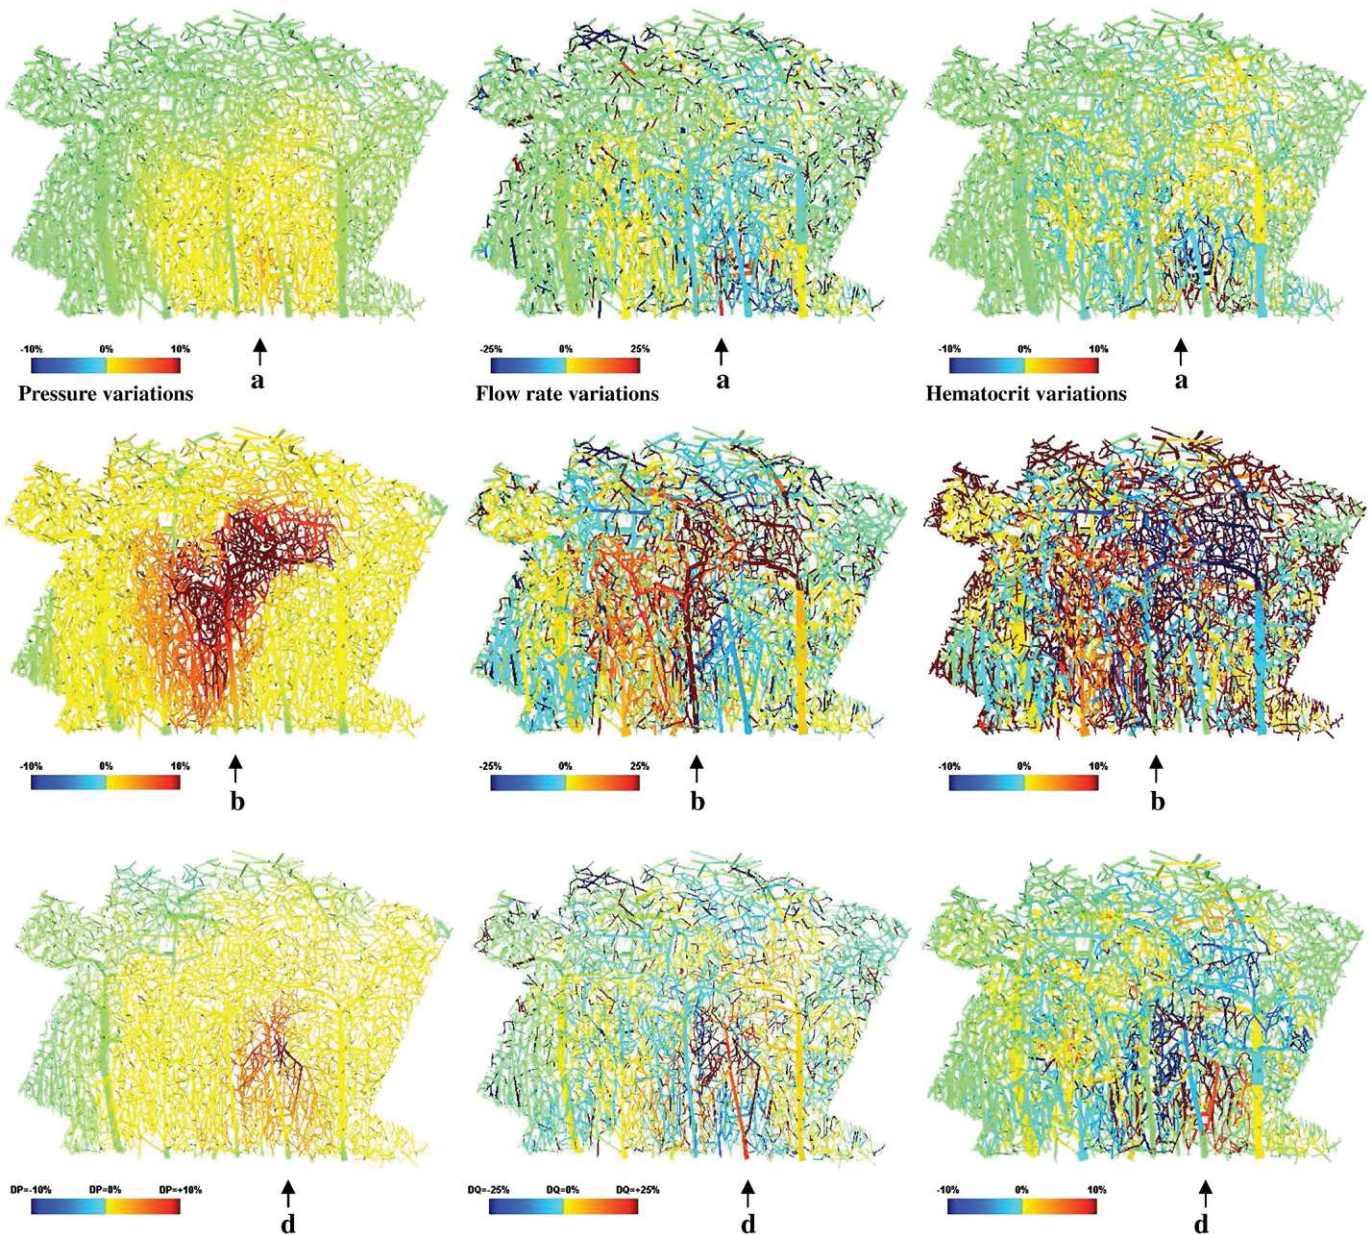 -10% 0% 10% -25% 0% 25% -10% 0% 10%
a a a
Pressure variations Flow rate variations Hematocrit variations
-10% 0% 10% -25% 0% 25% -10% 0% 10%
b b b
DP=-10% DP=0% DP=+10% DQ=-25% DQ=0% DQ=+25% -10% 0% 10%
d d d